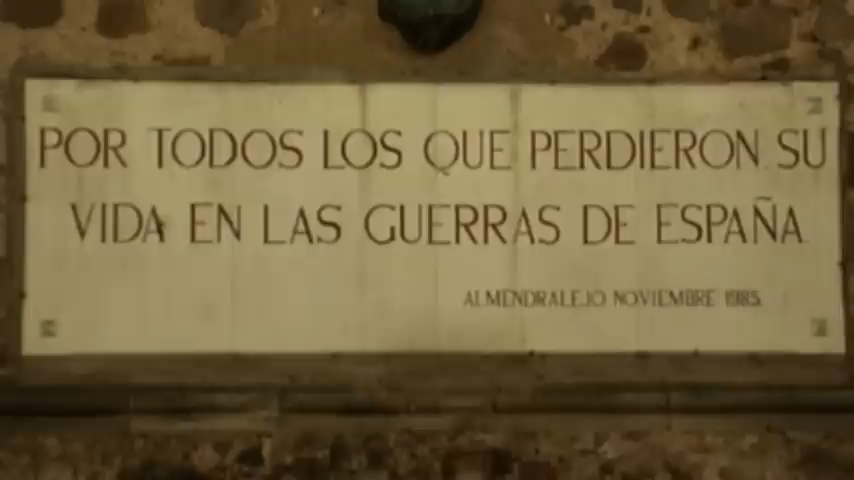 POR TODOS LOS QUE PERDIERON SU
VIDA EN LAS GUERRAS DE ESPAÑA.
ALMENDRALEJO NOVIEMBRE 1985.